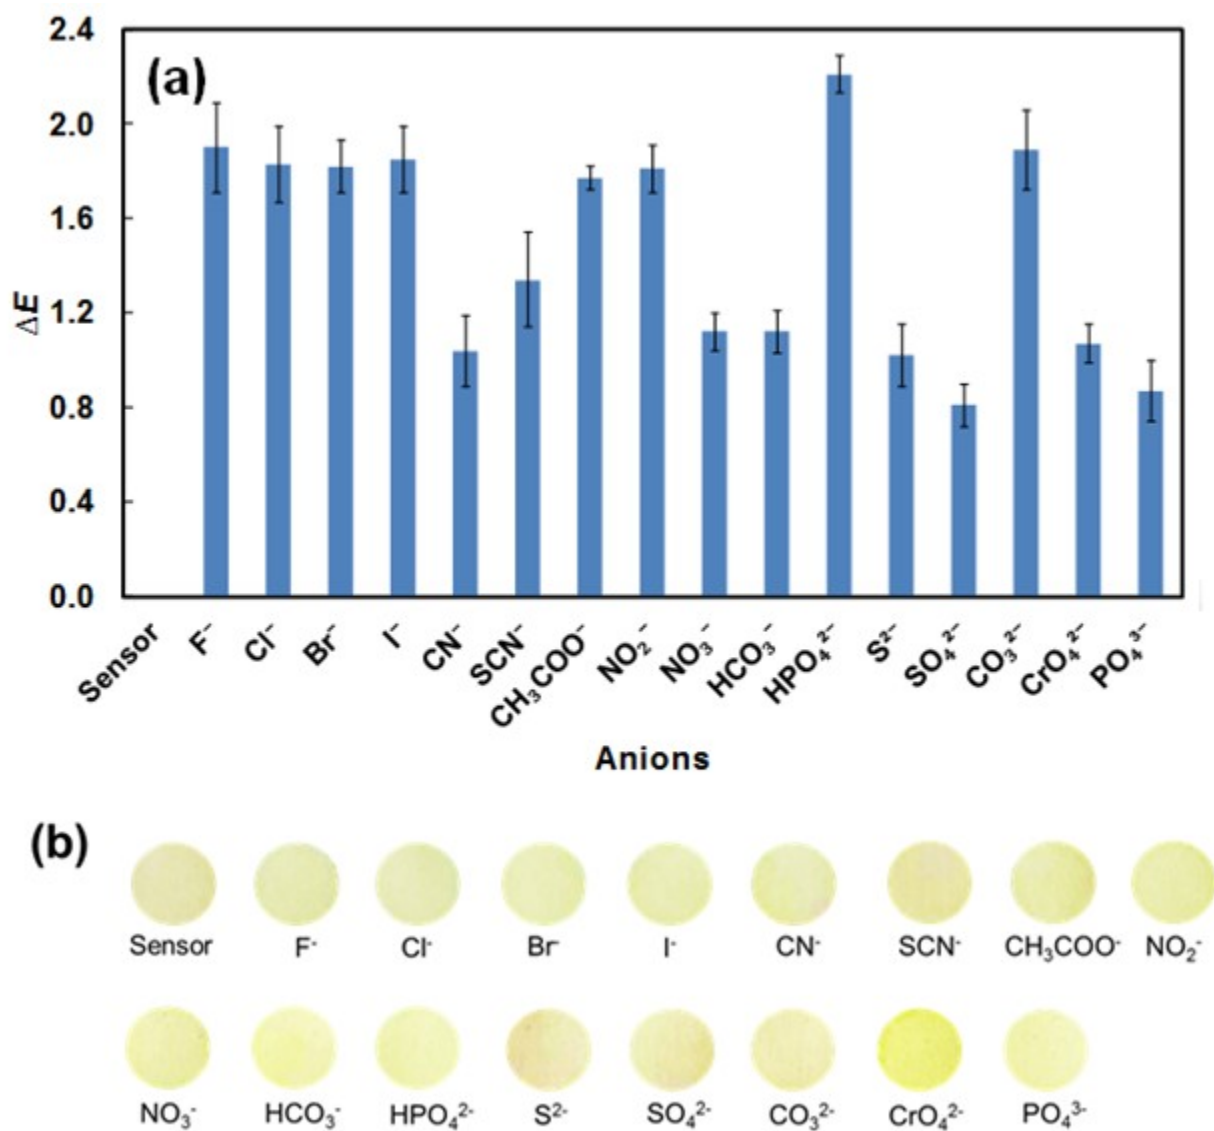 2.4
(a)
2.0
1.6
1.2
0.8
0.4
0.0
ΔE
Sensor F⁻ Cl⁻ Br⁻ I⁻ CN⁻ SCN⁻ CH₃COO⁻ NO₂⁻ NO₃⁻ HCO₃⁻ HPO₄²⁻ S²⁻ SO₄²⁻ CO₃²⁻ CrO₄²⁻ PO₄³⁻
Anions
(b)
Sensor F⁻ Cl⁻ Br⁻ I⁻ CN⁻ SCN⁻ CH₃COO⁻ NO₂⁻
NO₃⁻ HCO₃⁻ HPO₄²⁻ S²⁻ SO₄²⁻ CO₃²⁻ CrO₄²⁻ PO₄³⁻